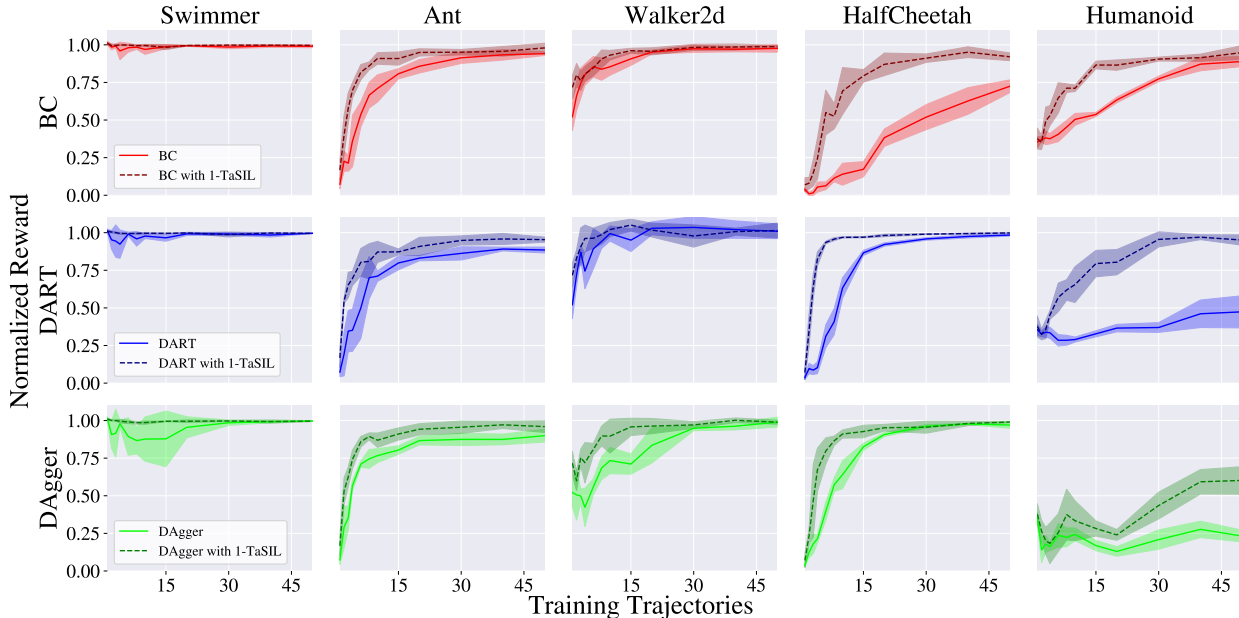 Swimmer Ant Walker2d HalfCheetah Humanoid
Normalized Reward
BC
1.00
0.75
0.50
0.25
0.00
BC
BC with 1-TaSIL
DART
1.00
0.75
0.50
0.25
0.00
DART
DART with 1-TaSIL
DAgger
1.00
0.75
0.50
0.25
0.00
DAgger
DAgger with 1-TaSIL
15 30 45 15 30 45 15 30 45 15 30 45 15 30 45
Training Trajectories